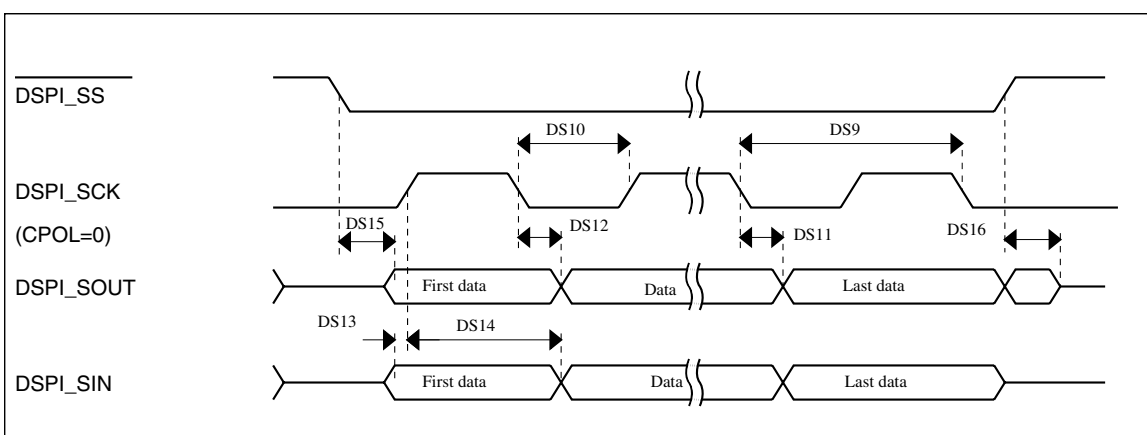 DSPI_SS
DS10
DS9
DSPI_SCK
(CPOL=0)
DS15
DS12
DS11
DS16
DSPI_SOUT
First data
Data
Last data
DS13
DS14
DSPI_SIN
First data
Data
Last data